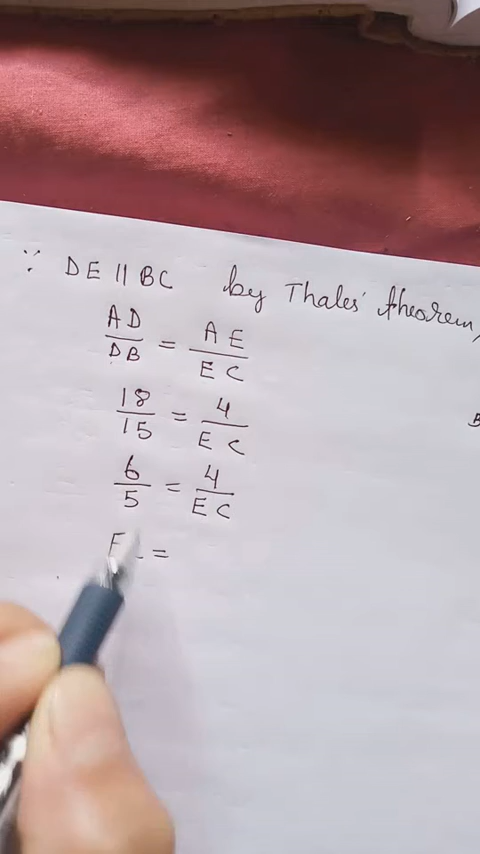 ∵ DE || BC by Thales' theorem,
AD/DB = AE/EC
18/15 = 4/EC
6/5 = 4/EC
=